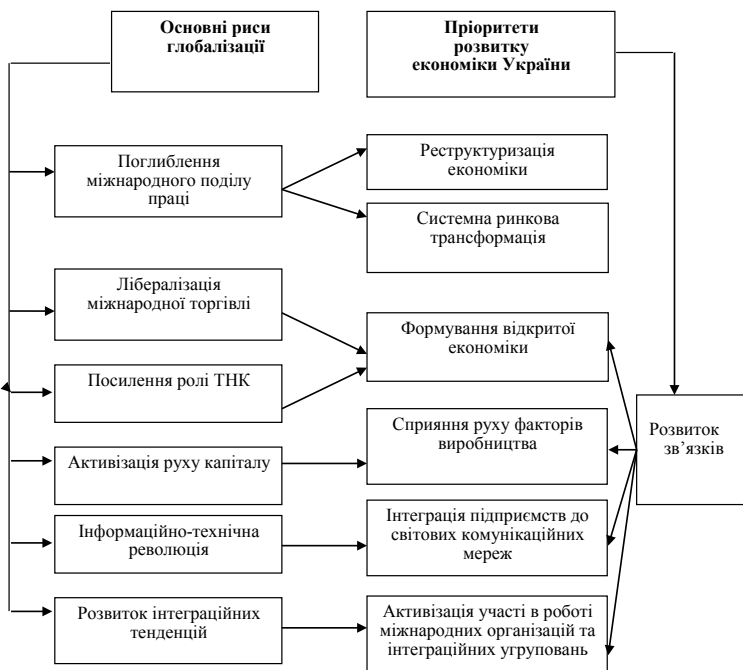 Основні риси
глобалізації
Пріоритети
розвитку
економіки України
Поглиблення
міжнародного поділу
праці
Реструктуризація
економіки
Системна ринкова
трансформація
Лібералізація
міжнародної торгівлі
Формування відкритої
економіки
Посилення ролі ТНК
Сприяння руху факторів
виробництва
Розвиток
зв’язків
Активізація руху капіталу
Інформаційно-технічна
революція
Інтеграція підприємств до
світових комунікаційних
мереж
Розвиток інтеграційних
тенденцій
Активізація участі в роботі
міжнародних організацій та
інтеграційних угруповань